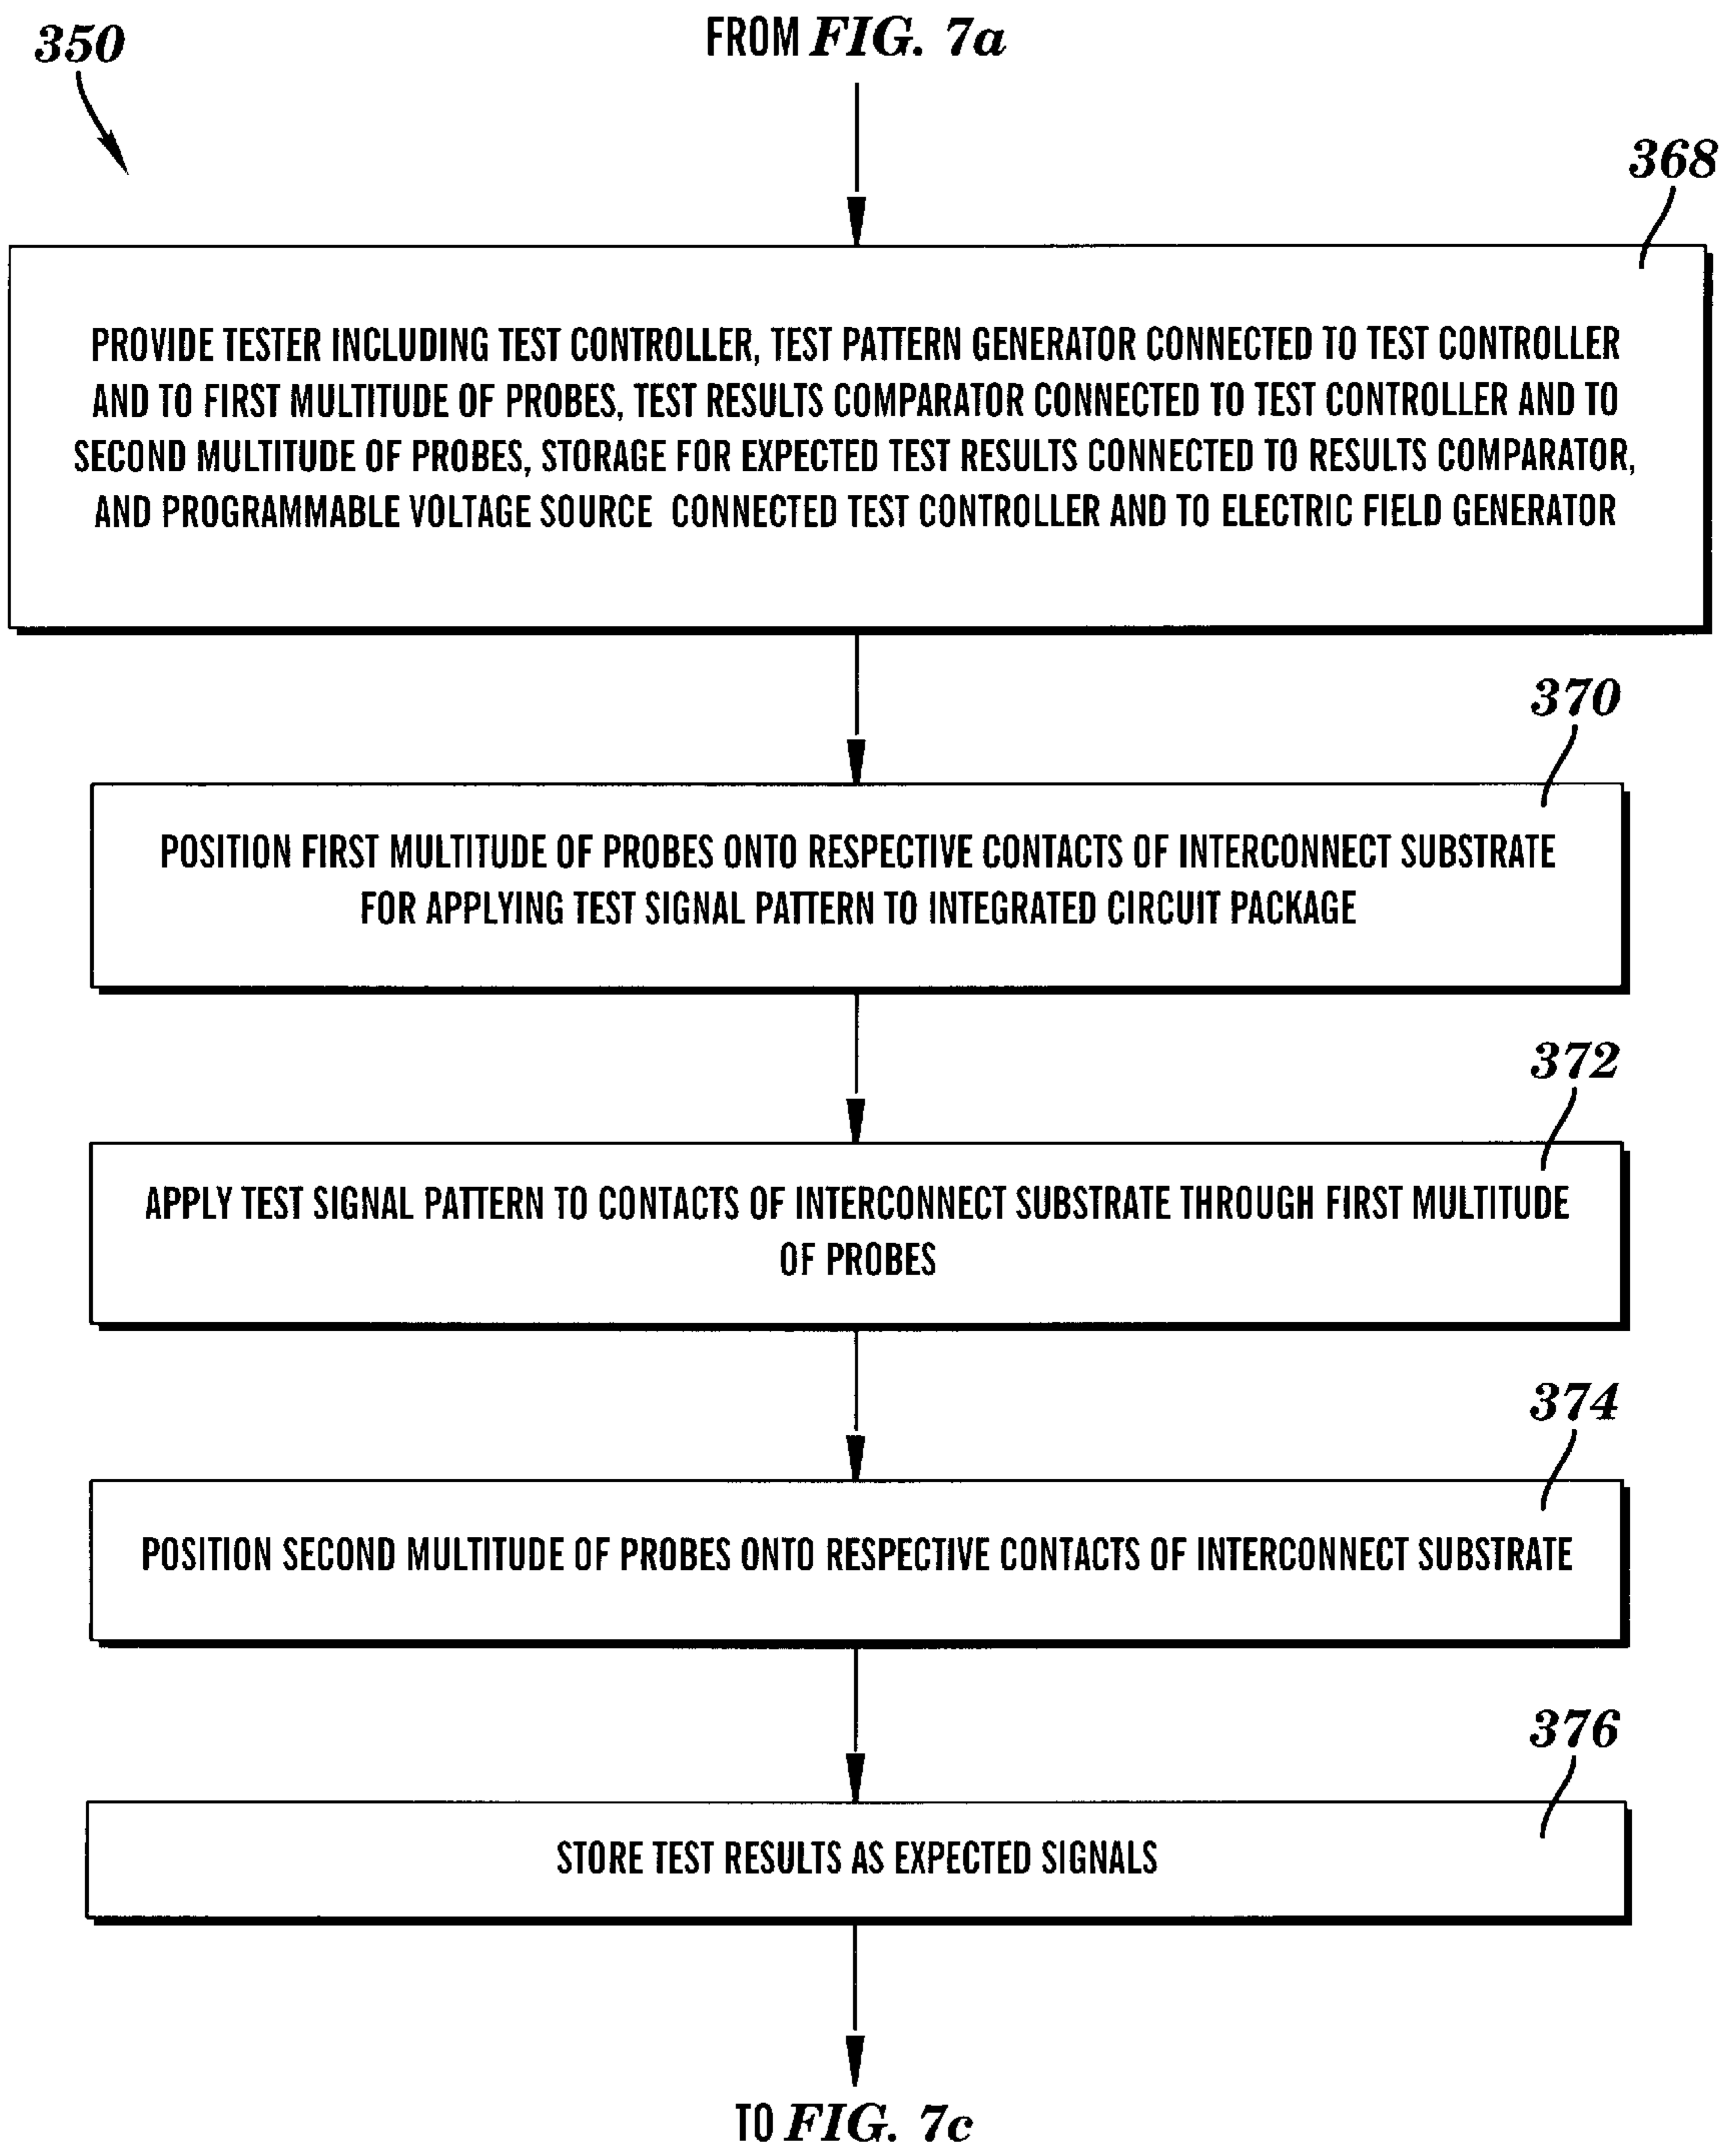 350
FROM FIG. 7a
368
PROVIDE TESTER INCLUDING TEST CONTROLLER, TEST PATTERN GENERATOR CONNECTED TO TEST CONTROLLER
AND TO FIRST MULTITUDE OF PROBES, TEST RESULTS COMPARATOR CONNECTED TO TEST CONTROLLER AND TO
SECOND MULTITUDE OF PROBES, STORAGE FOR EXPECTED TEST RESULTS CONNECTED TO RESULTS COMPARATOR,
AND PROGRAMMABLE VOLTAGE SOURCE CONNECTED TEST CONTROLLER AND TO ELECTRIC FIELD GENERATOR
370
POSITION FIRST MULTITUDE OF PROBES ONTO RESPECTIVE CONTACTS OF INTERCONNECT SUBSTRATE
FOR APPLYING TEST SIGNAL PATTERN TO INTEGRATED CIRCUIT PACKAGE
372
APPLY TEST SIGNAL PATTERN TO CONTACTS OF INTERCONNECT SUBSTRATE THROUGH FIRST MULTITUDE
OF PROBES
374
POSITION SECOND MULTITUDE OF PROBES ONTO RESPECTIVE CONTACTS OF INTERCONNECT SUBSTRATE
376
STORE TEST RESULTS AS EXPECTED SIGNALS
TO FIG. 7c